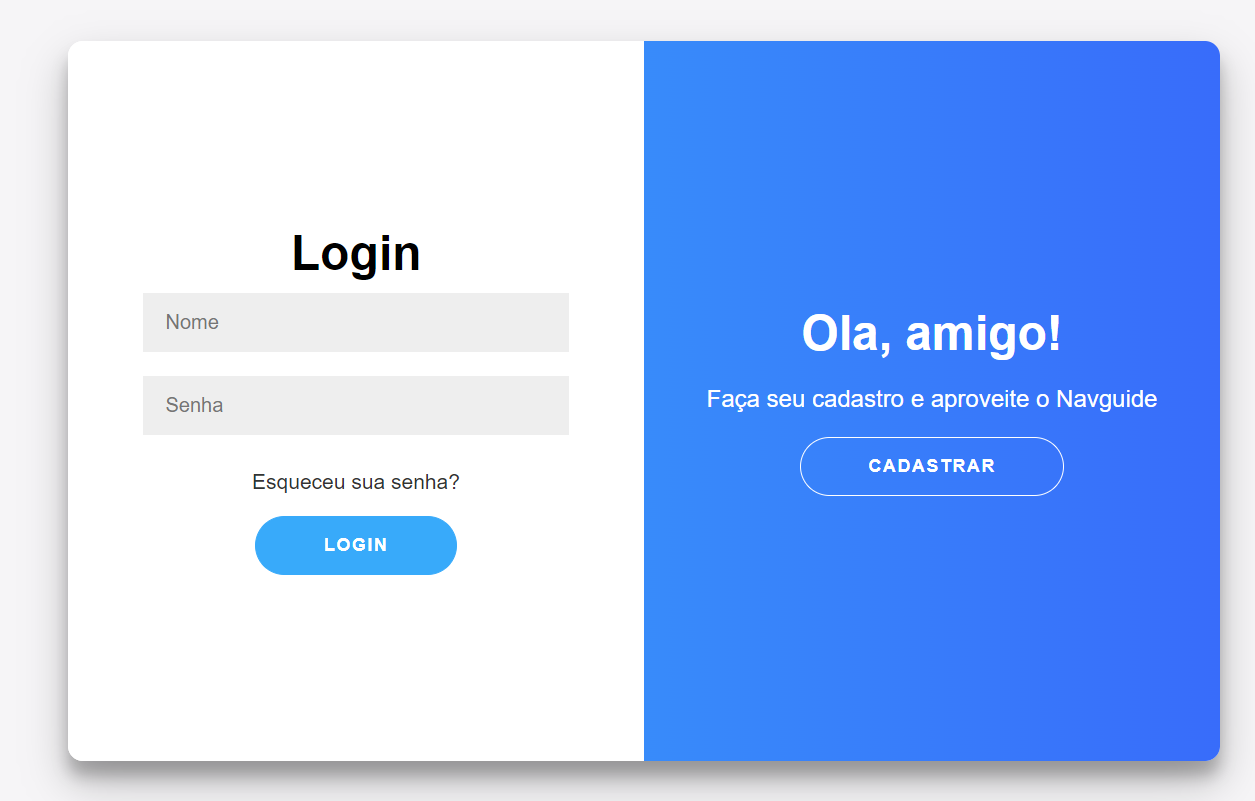 Login
Nome
Senha
Esqueceu sua senha?
LOGIN
Ola, amigo!
Faça seu cadastro e aproveite o Navguide
CADASTRAR